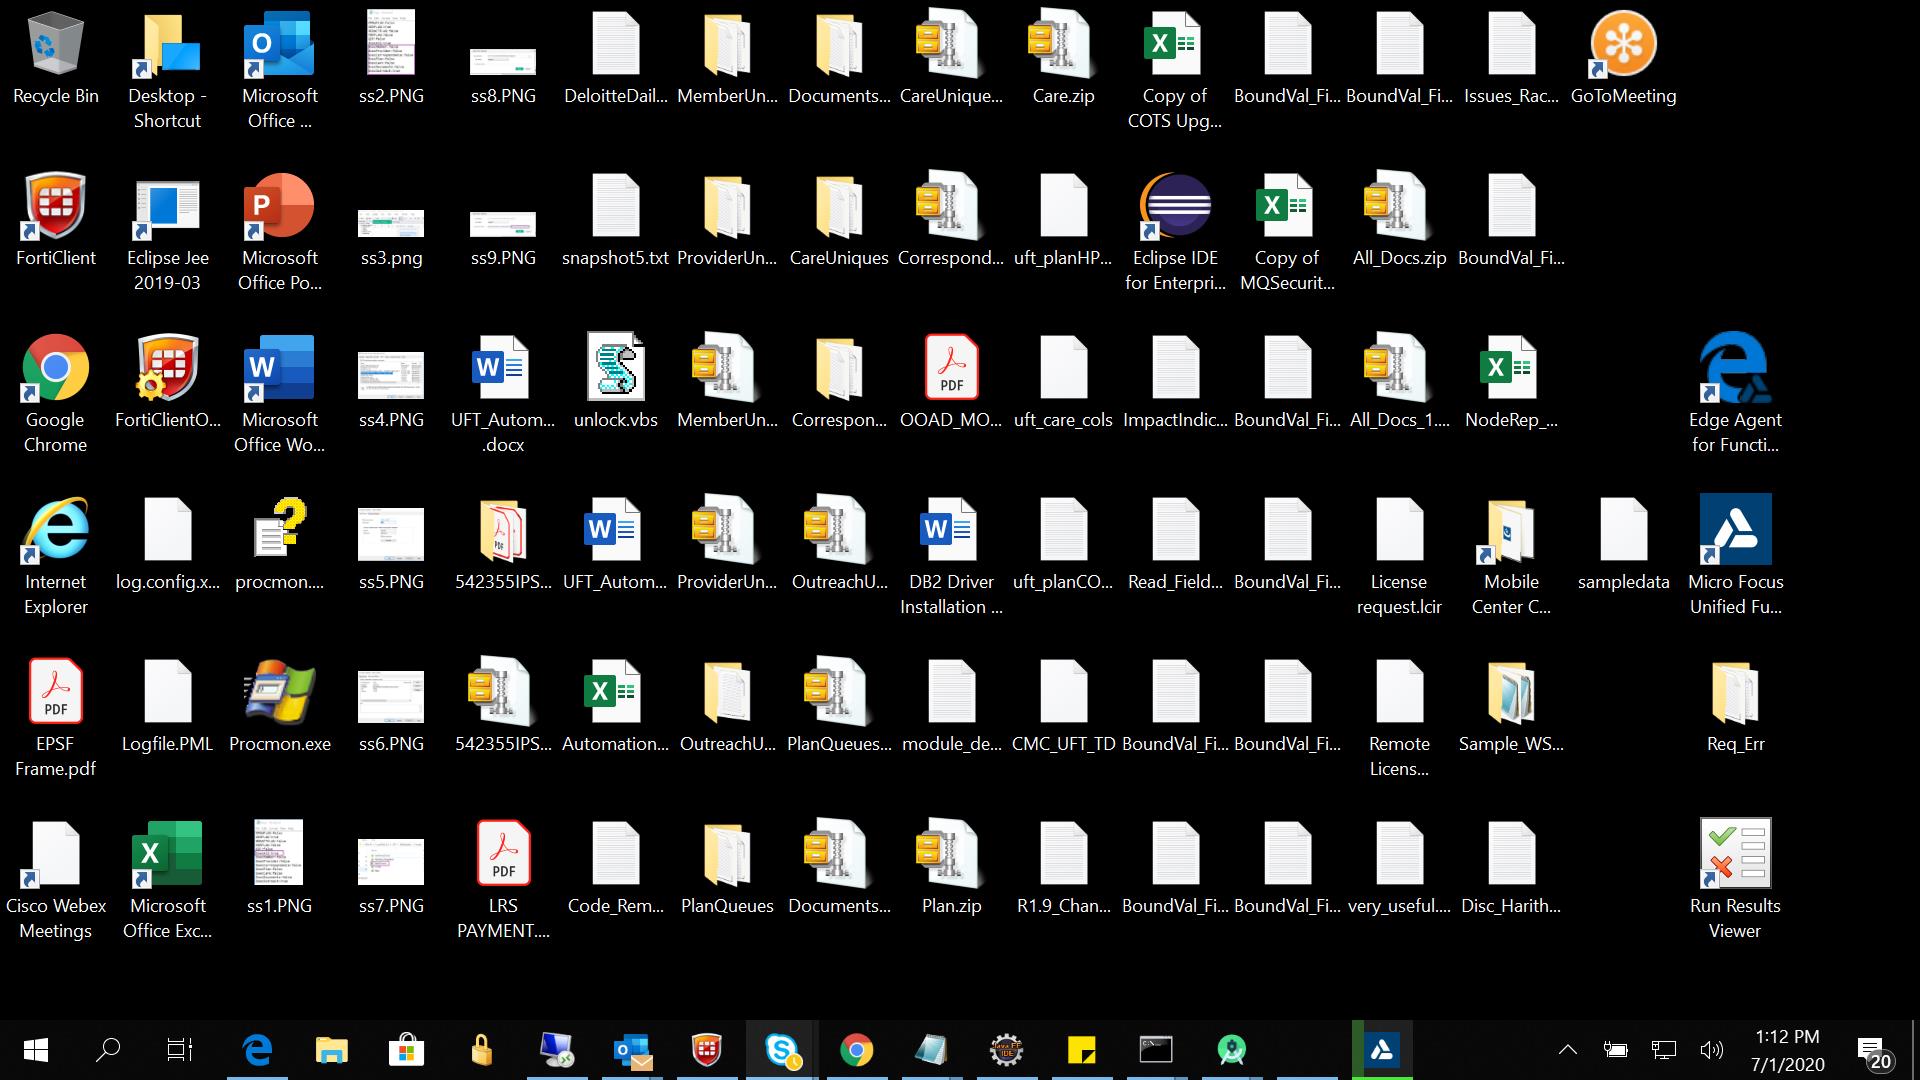 Recycle Bin
Desktop -
Shortcut
Microsoft
Office ...
ss2.PNG
ss8.PNG
DeloitteDail...
MemberUn...
Documents...
CareUnique...
Care.zip
Copy of
COTS Upg...
BoundVal_Fi...
BoundVal_Fi...
Issues_Rac...
GoToMeeting
FortiClient
Eclipse Jee
2019-03
Microsoft
Office Po...
ss3.png
ss9.PNG
snapshot5.txt
ProviderUn...
CareUniques
Correspond...
uft_planHP...
Eclipse IDE
for Enterpri...
Copy of
MQSecurit...
All_Docs.zip
BoundVal_Fi...
Google
Chrome
FortiClientO...
Microsoft
Office Wo...
ss4.PNG
UFT_Autom...
.docx
unlock.vbs
MemberUn...
Correspon...
OOAD_MO...
uft_care_cols
ImpactIndic...
BoundVal_Fi...
All_Docs_1....
NodeRep_...
Edge Agent
for Functi...
Internet
Explorer
log.config.x...
procmon....
ss5.PNG
542355IPS...
UFT_Autom...
ProviderUn...
OutreachU...
DB2 Driver
Installation ...
uft_planCO...
Read_Field...
BoundVal_Fi...
License
request.lcir
Mobile
Center C...
sampledata
Micro Focus
Unified Fu...
EPSF
Frame.pdf
Logfile.PML
Procmon.exe
ss6.PNG
542355IPS...
Automation...
OutreachU...
PlanQueues...
module_de...
CMC_UFT_TD
BoundVal_Fi...
BoundVal_Fi...
Remote
Licens...
Sample_WS...
Req_Err
Cisco Webex
Meetings
Microsoft
Office Exc...
ss1.PNG
ss7.PNG
LRS
PAYMENT....
Code_Rem...
PlanQueues
Documents...
Plan.zip
R1.9_Chan...
BoundVal_Fi...
BoundVal_Fi...
very_useful....
Disc_Harith...
Run Results
Viewer
1:12 PM
7/1/2020
20